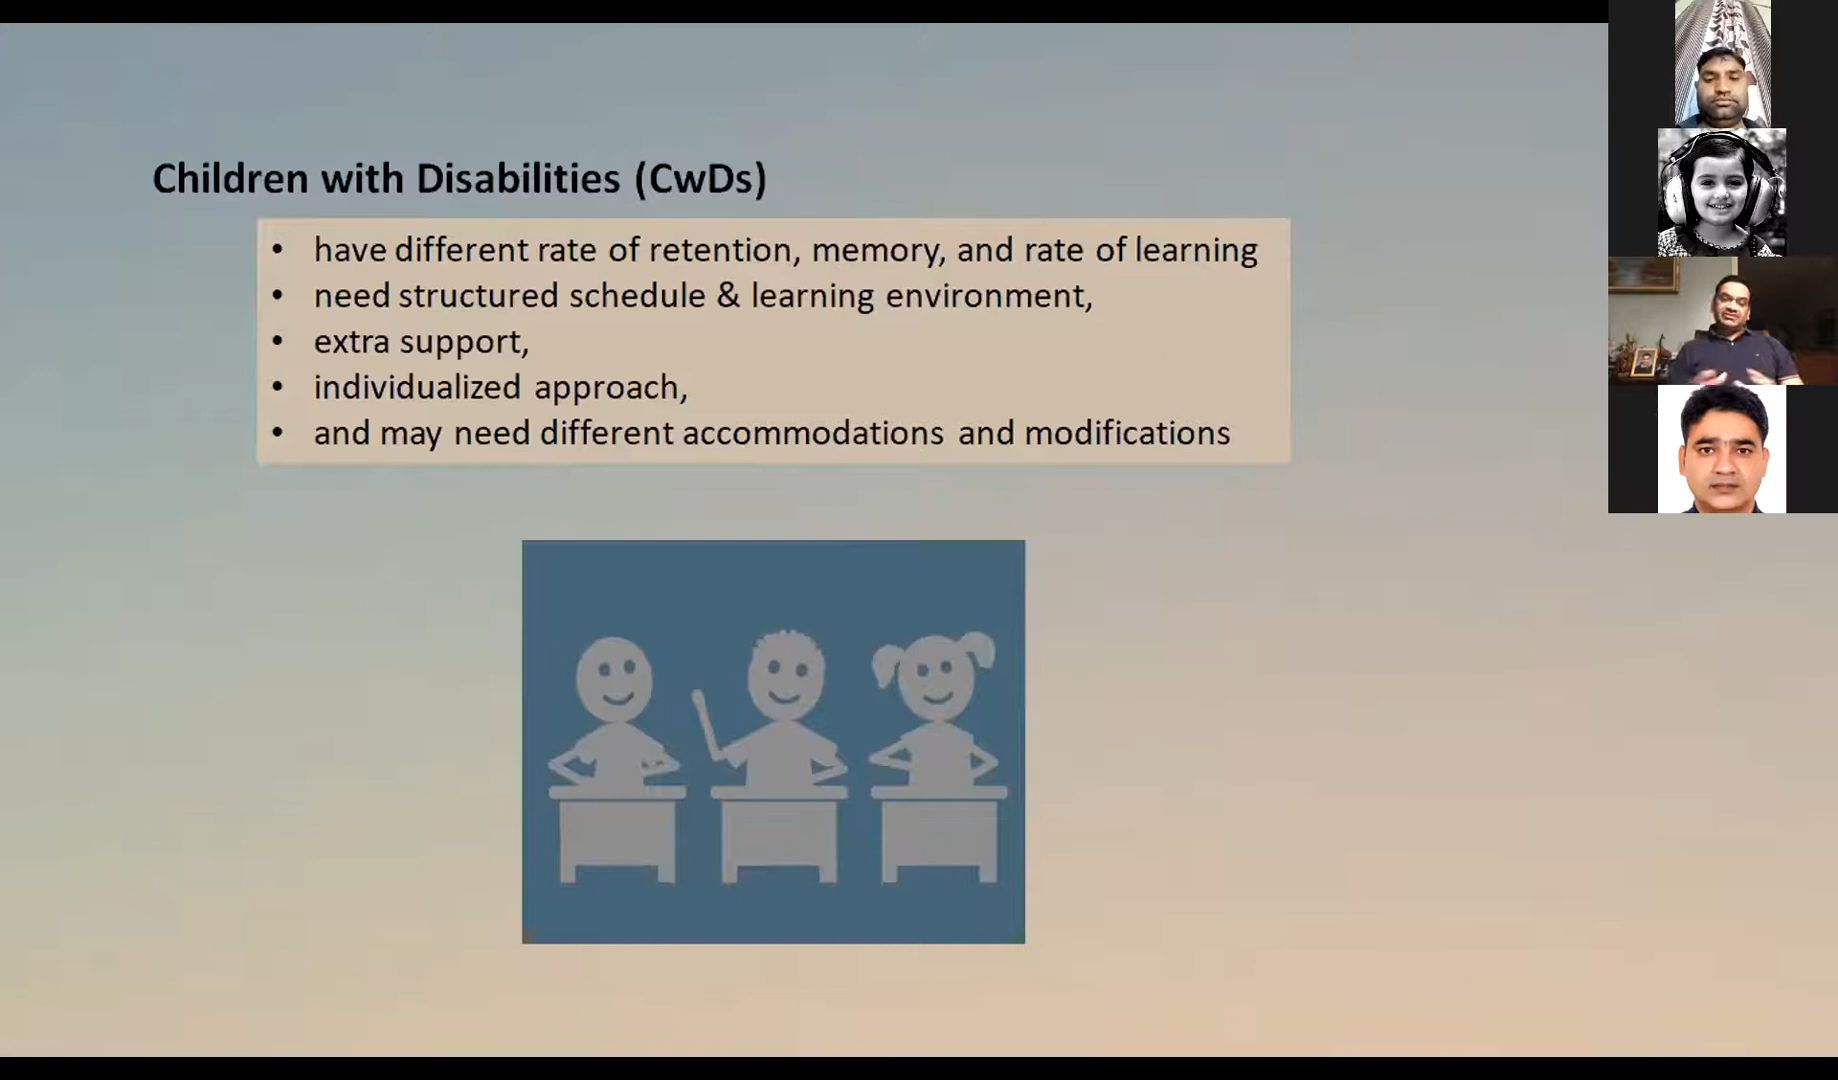 Children with Disabilities (CwDs)
• have different rate of retention, memory, and rate of learning
• need structured schedule & learning environment,
• extra support,
• individualized approach,
• and may need different accommodations and modifications